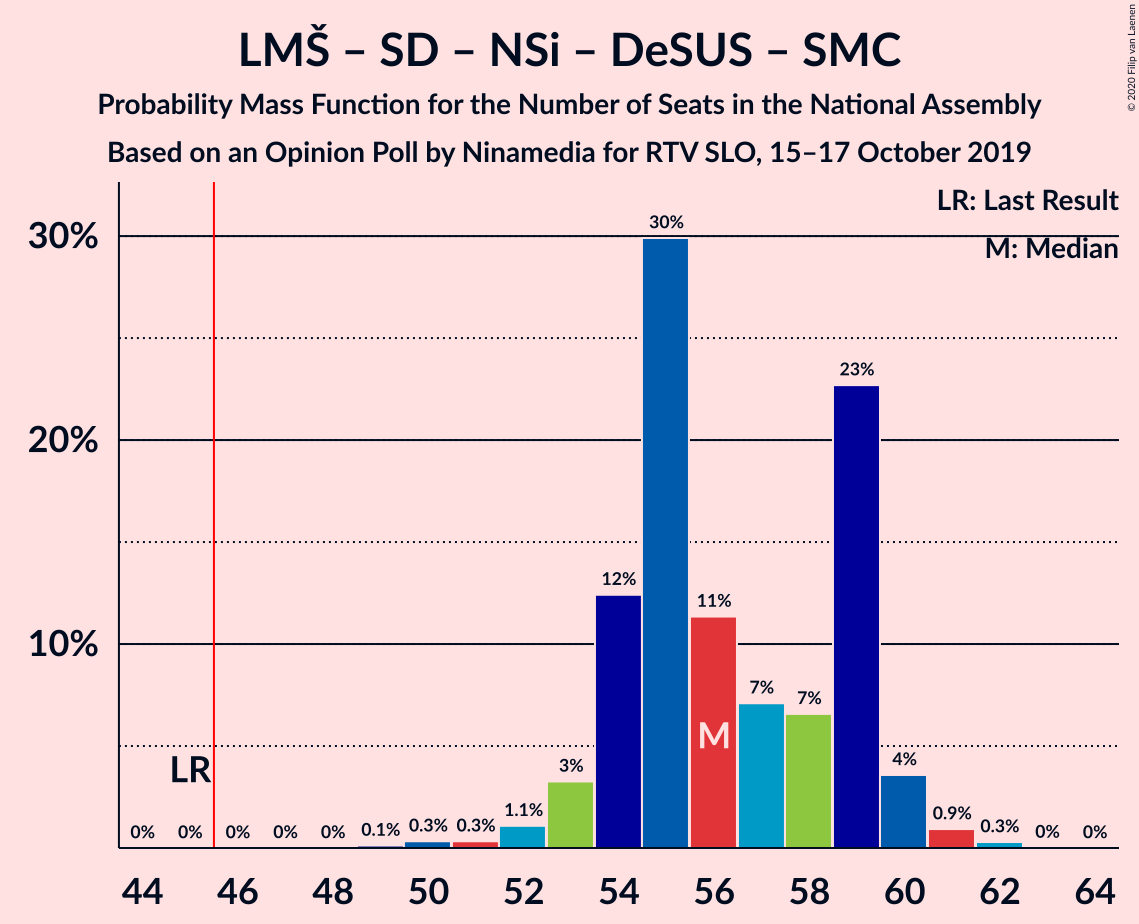 LMŠ – SD – NSi – DeSUS – SMC
Probability Mass Function for the Number of Seats in the National Assembly
Based on an Opinion Poll by Ninamedia for RTV SLO, 15–17 October 2019
© 2020 Filip van Laenen
LR: Last Result
M: Median
30%
20%
10%
LR
M
0% 0% 0% 0% 0% 0.1% 0.3% 0.3% 1.1% 3% 12% 30% 11% 7% 7% 23% 4% 0.9% 0.3% 0% 0%
44 46 48 50 52 54 56 58 60 62 64